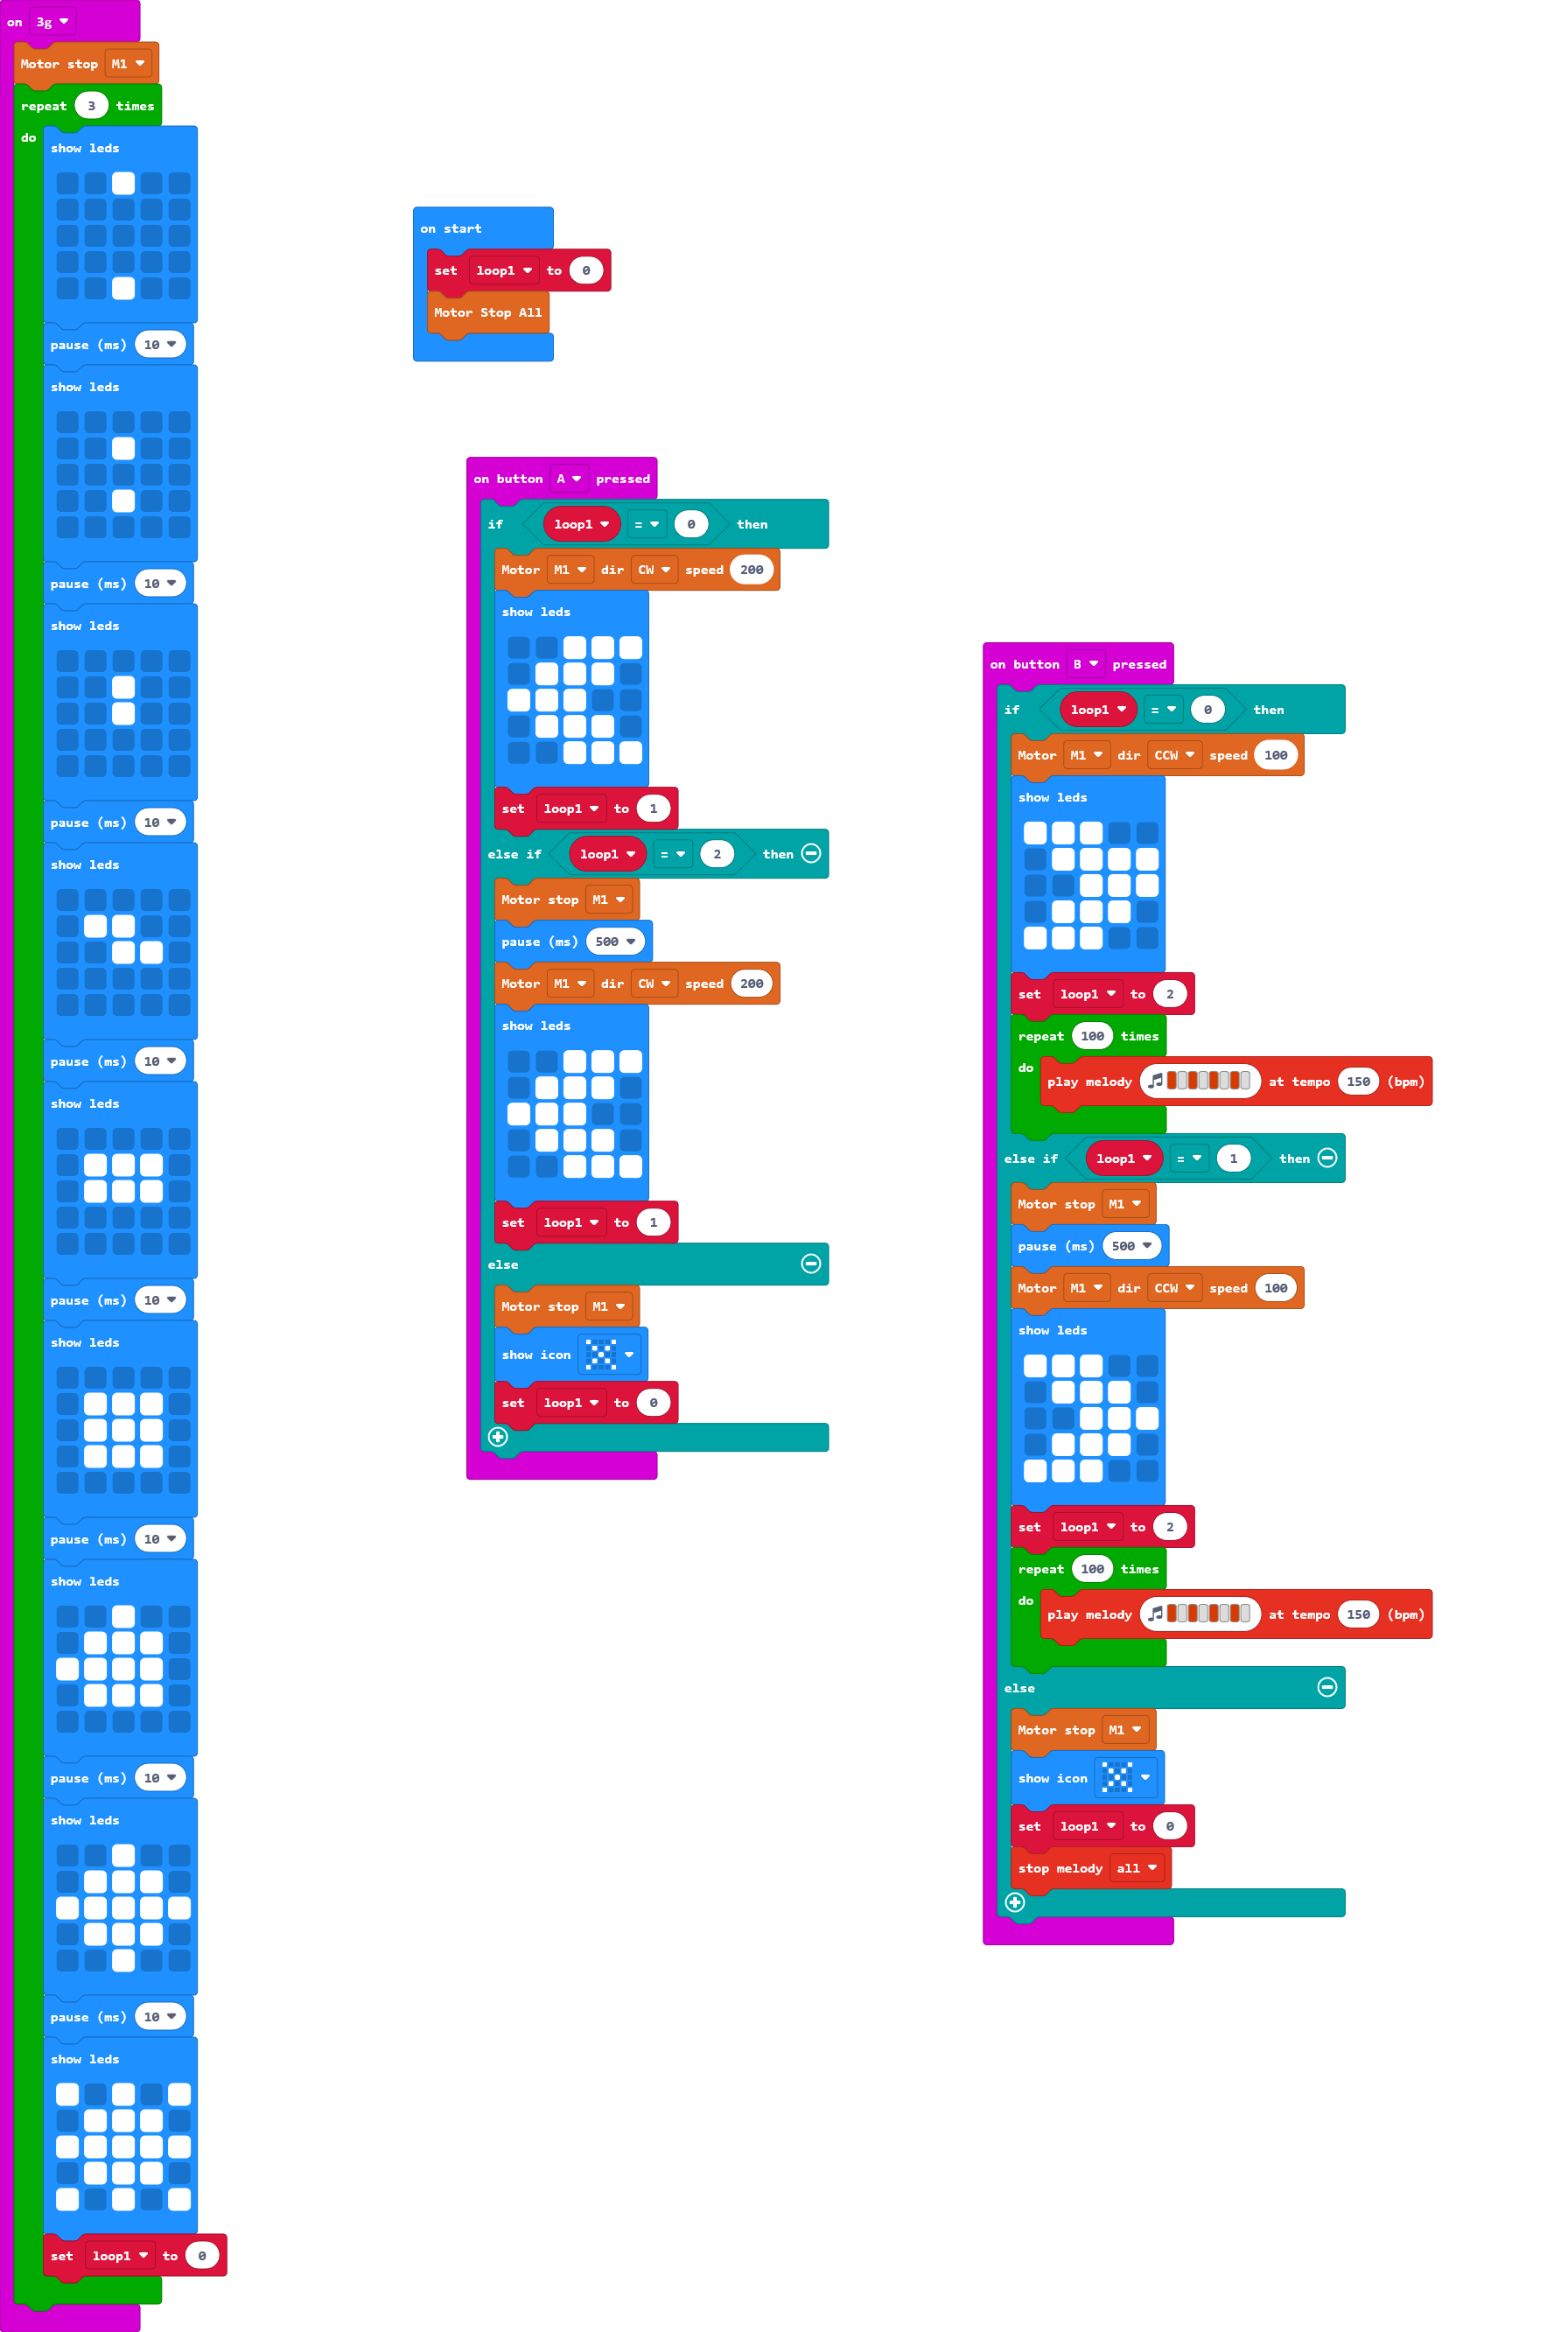 on 3g
Motor stop M1
repeat 3 times
do
show leds
pause (ms) 10
show leds
pause (ms) 10
show leds
pause (ms) 10
show leds
pause (ms) 10
show leds
pause (ms) 10
show leds
pause (ms) 10
show leds
pause (ms) 10
show leds
pause (ms) 10
show leds
set loop1 to 0
on start
set loop1 to 0
Motor Stop All
on button A pressed
if loop1 = 0 then
Motor M1 dir CW speed 200
show leds
set loop1 to 1
else if loop1 = 2 then
Motor stop M1
pause (ms) 500
Motor M1 dir CW speed 200
show leds
set loop1 to 1
else
Motor stop M1
show icon
set loop1 to 0
on button B pressed
if loop1 = 0 then
Motor M1 dir CCW speed 100
show leds
set loop1 to 2
repeat 100 times
do
play melody at tempo 150 (bpm)
else if loop1 = 1 then
Motor stop M1
pause (ms) 500
Motor M1 dir CCW speed 100
show leds
set loop1 to 2
repeat 100 times
do
play melody at tempo 150 (bpm)
else
Motor stop M1
show icon
set loop1 to 0
stop melody all